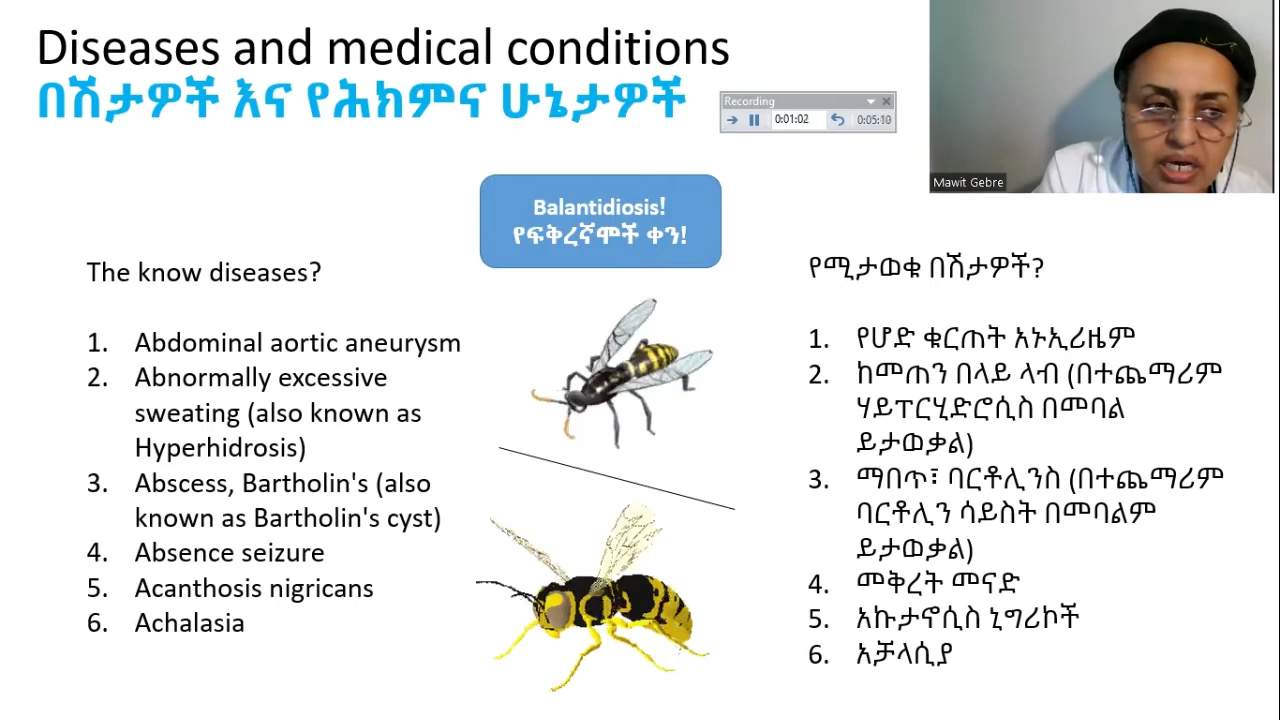 Diseases and medical conditions
በሽታዎች እና የሕክምና ሁኔታዎች
Recording
0:01:02
0:05:10
Mawit Gebre
Balantidiosis!
የፍቅረኛሞች ቀን!
The know diseases?
1. Abdominal aortic aneurysm
2. Abnormally excessive
sweating (also known as
Hyperhidrosis)
3. Abscess, Bartholin's (also
known as Bartholin's cyst)
4. Absence seizure
5. Acanthosis nigricans
6. Achalasia
የሚታወቁ በሽታዎች?
1. የሆድ ቁርጠት አኑኢሪዜም
2. ከመጠን በላይ ላብ (በተጨማሪም
ሃይፐርሂድሮሲስ በመባል
ይታወቃል)
3. ማበጥ፣ ባርቶሊንስ (በተጨማሪም
ባርቶሊን ሳይስት በመባልም
ይታወቃል)
4. መቅረት መናድ
5. አኩታኖሲስ ኒግሪኮች
6. አቻላሲያ